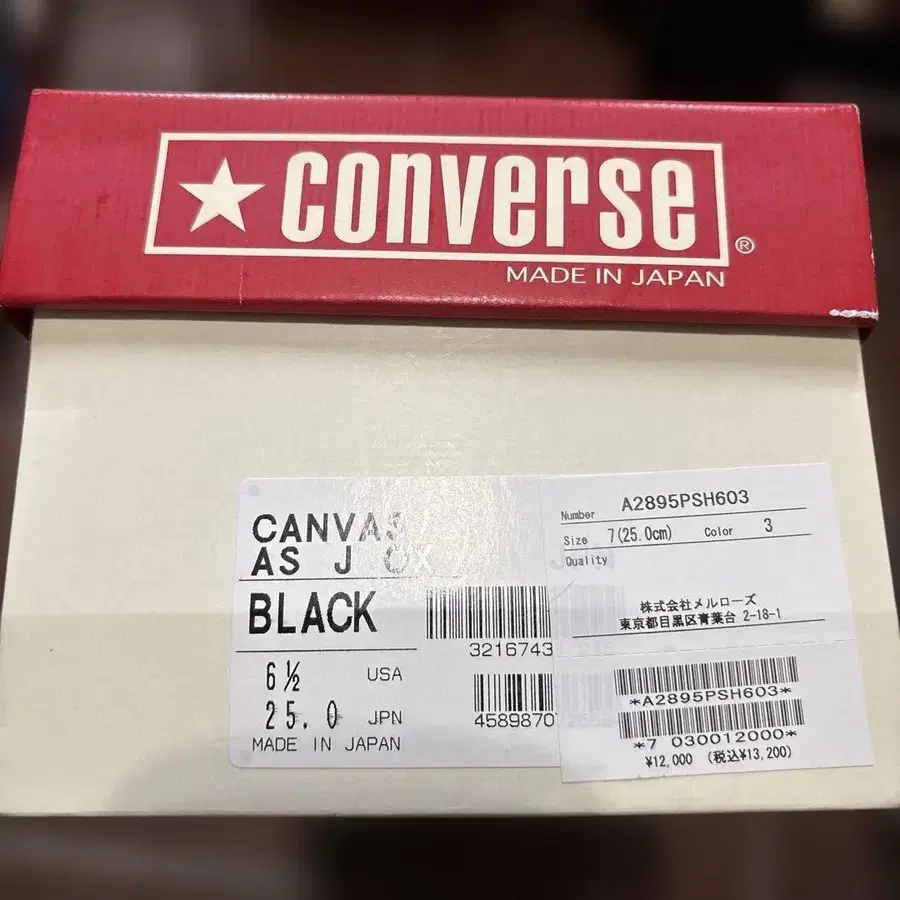 ★ converse ®
MADE IN JAPAN
CANVAS
AS J OX
BLACK
6½ USA
25.0 JPN
MADE IN JAPAN
3216743
4589870
Number A2895PSH603
Size 7(25.0cm) Color 3
Quality
株式会社メルローズ
東京都目黒区青葉台 2-18-1
*A2895PSH603*
*7 030012000*
¥12,000 (税込¥13,200)